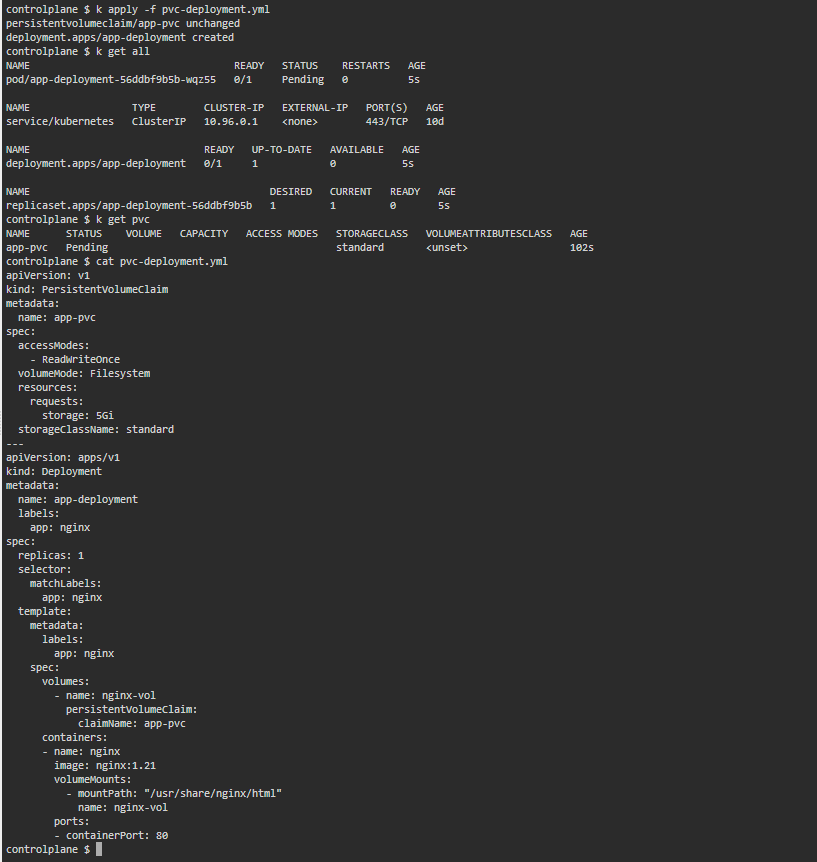 controlplane $ k apply -f pvc-deployment.yml
persistentvolumeclaim/app-pvc unchanged
deployment.apps/app-deployment created
controlplane $ k get all
NAME                                  READY   STATUS    RESTARTS   AGE
pod/app-deployment-56ddbf9b5b-wqz55   0/1     Pending   0          5s

NAME                 TYPE        CLUSTER-IP   EXTERNAL-IP   PORT(S)   AGE
service/kubernetes   ClusterIP   10.96.0.1    <none>        443/TCP   10d

NAME                             READY   UP-TO-DATE   AVAILABLE   AGE
deployment.apps/app-deployment   0/1     1            0           5s

NAME                                        DESIRED   CURRENT   READY   AGE
replicaset.apps/app-deployment-56ddbf9b5b   1         1         0       5s
controlplane $ k get pvc
NAME      STATUS    VOLUME   CAPACITY   ACCESS MODES   STORAGECLASS   VOLUMEATTRIBUTESCLASS   AGE
app-pvc   Pending                                      standard       <unset>                 102s
controlplane $ cat pvc-deployment.yml
apiVersion: v1
kind: PersistentVolumeClaim
metadata:
  name: app-pvc
spec:
  accessModes:
    - ReadWriteOnce
  volumeMode: Filesystem
  resources:
    requests:
      storage: 5Gi
  storageClassName: standard
---
apiVersion: apps/v1
kind: Deployment
metadata:
  name: app-deployment
  labels:
    app: nginx
spec:
  replicas: 1
  selector:
    matchLabels:
      app: nginx
  template:
    metadata:
      labels:
        app: nginx
    spec:
      volumes:
        - name: nginx-vol
          persistentVolumeClaim:
            claimName: app-pvc
      containers:
      - name: nginx
        image: nginx:1.21
        volumeMounts:
          - mountPath: "/usr/share/nginx/html"
            name: nginx-vol
        ports:
        - containerPort: 80
controlplane $